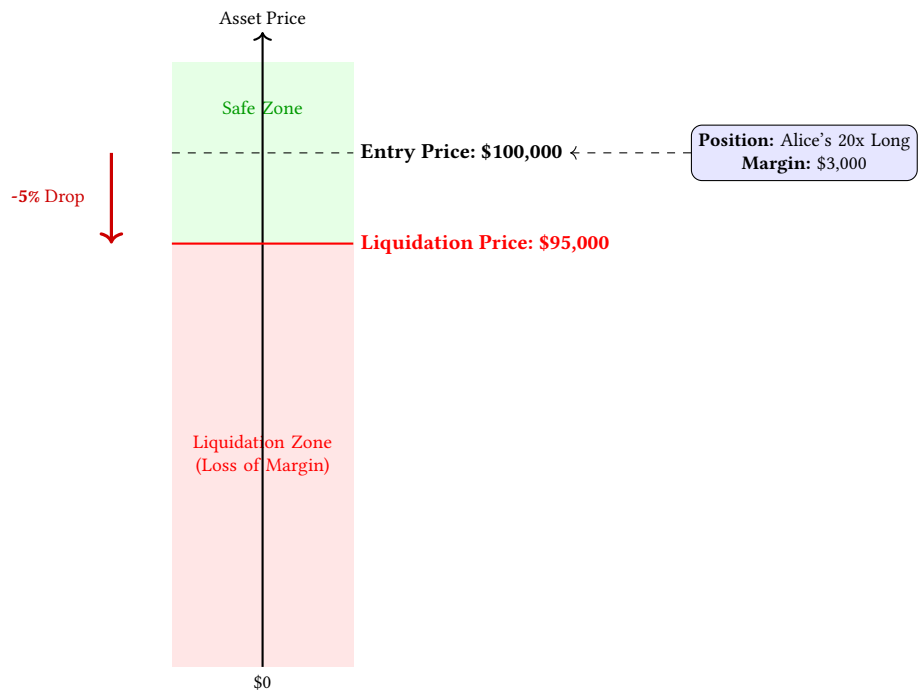 Asset Price
Safe Zone
Entry Price: $100,000
Position: Alice's 20x Long
Margin: $3,000
-5% Drop
Liquidation Price: $95,000
Liquidation Zone
(Loss of Margin)
$0